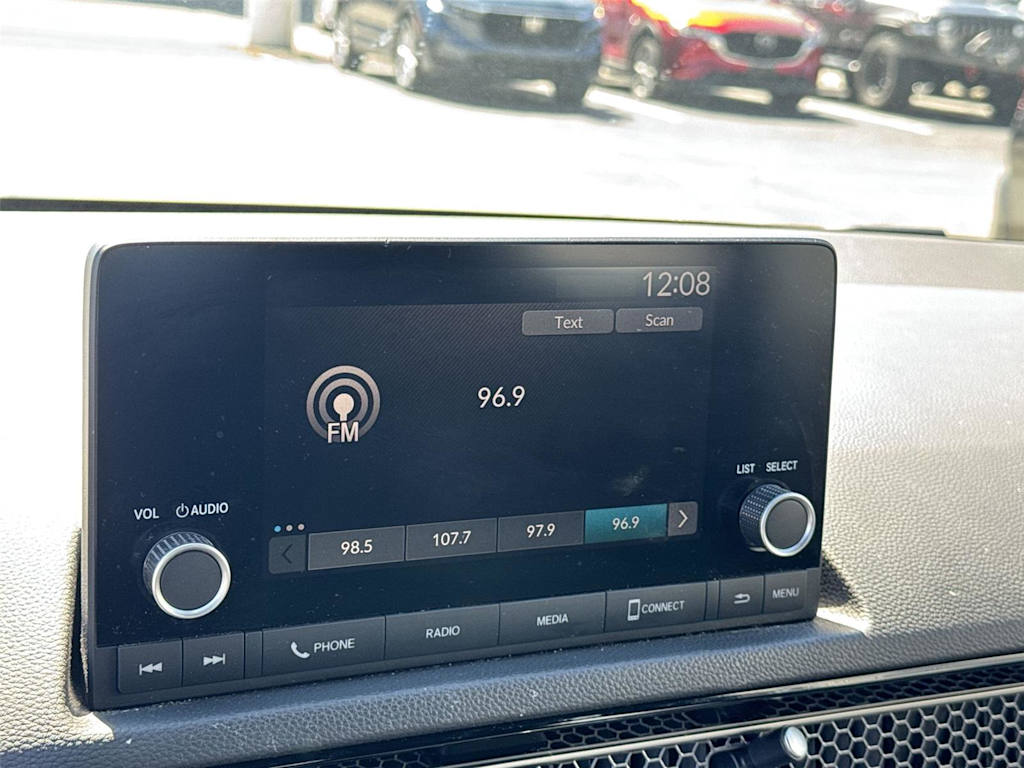 12:08
Text Scan
96.9
FM
LIST SELECT
VOL AUDIO
98.5 107.7 97.9 96.9
PHONE RADIO MEDIA CONNECT MENU